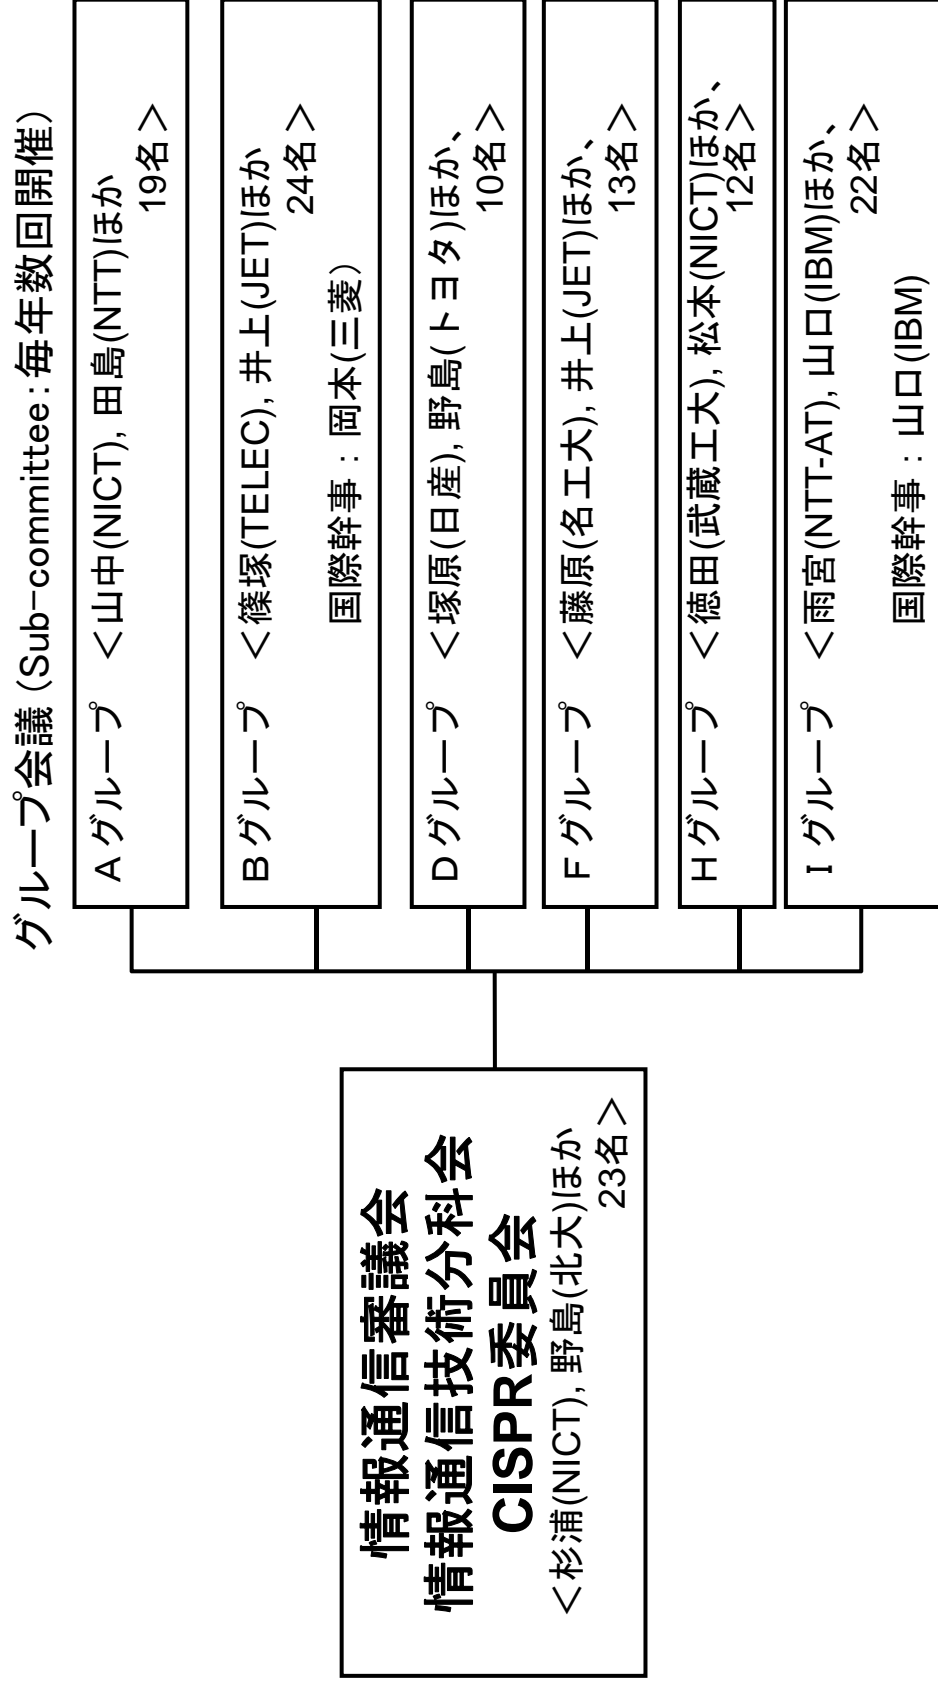 グループ会議（Sub-committee：毎年数回開催）
Aグループ ＜山中(NICT), 田島(NTT)ほか
19名＞
Bグループ ＜篠塚(TELEC), 井上(JET)ほか
24名＞
国際幹事 : 岡本(三菱）
Dグループ ＜塚原(日産), 野島(トヨタ)ほか、
10名＞
Fグループ ＜藤原(名工大), 井上(JET)ほか、
13名＞
Hグループ ＜徳田(武蔵工大), 松本(NICT)ほか、
12名＞
Iグループ ＜雨宮(NTT-AT), 山口(IBM)ほか、
22名＞
国際幹事 : 山口(IBM)
情報通信審議会
情報通信技術分科会
CISPR委員会
＜杉浦(NICT), 野島(北大)ほか
23名＞